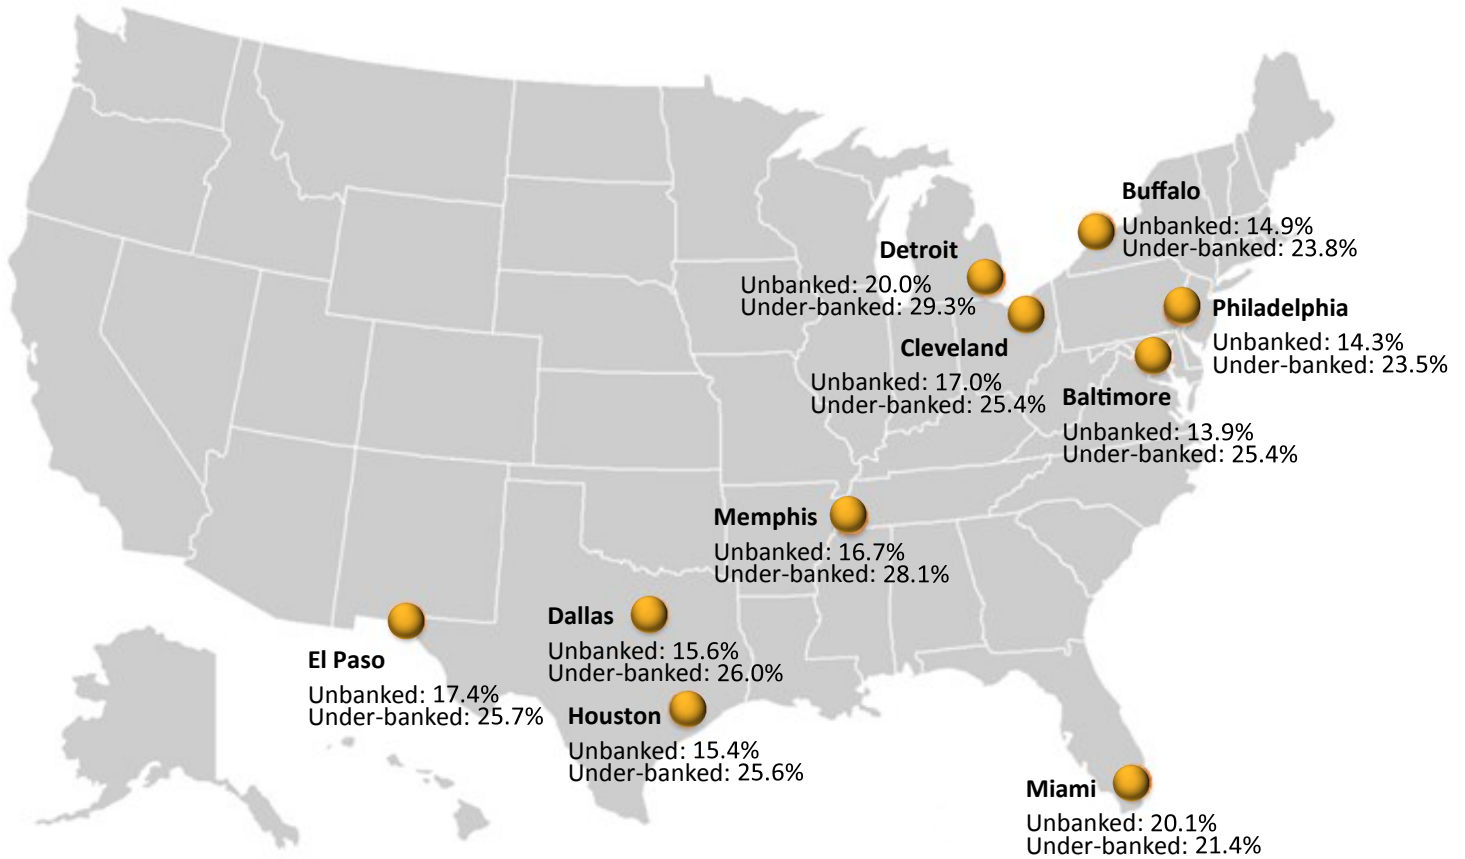 Buffalo
Unbanked: 14.9%
Under-banked: 23.8%
Detroit
Unbanked: 20.0%
Under-banked: 29.3%
Philadelphia
Unbanked: 14.3%
Under-banked: 23.5%
Cleveland
Unbanked: 17.0%
Under-banked: 25.4%
Baltimore
Unbanked: 13.9%
Under-banked: 25.4%
Memphis
Unbanked: 16.7%
Under-banked: 28.1%
Dallas
Unbanked: 15.6%
Under-banked: 26.0%
El Paso
Unbanked: 17.4%
Under-banked: 25.7%
Houston
Unbanked: 15.4%
Under-banked: 25.6%
Miami
Unbanked: 20.1%
Under-banked: 21.4%